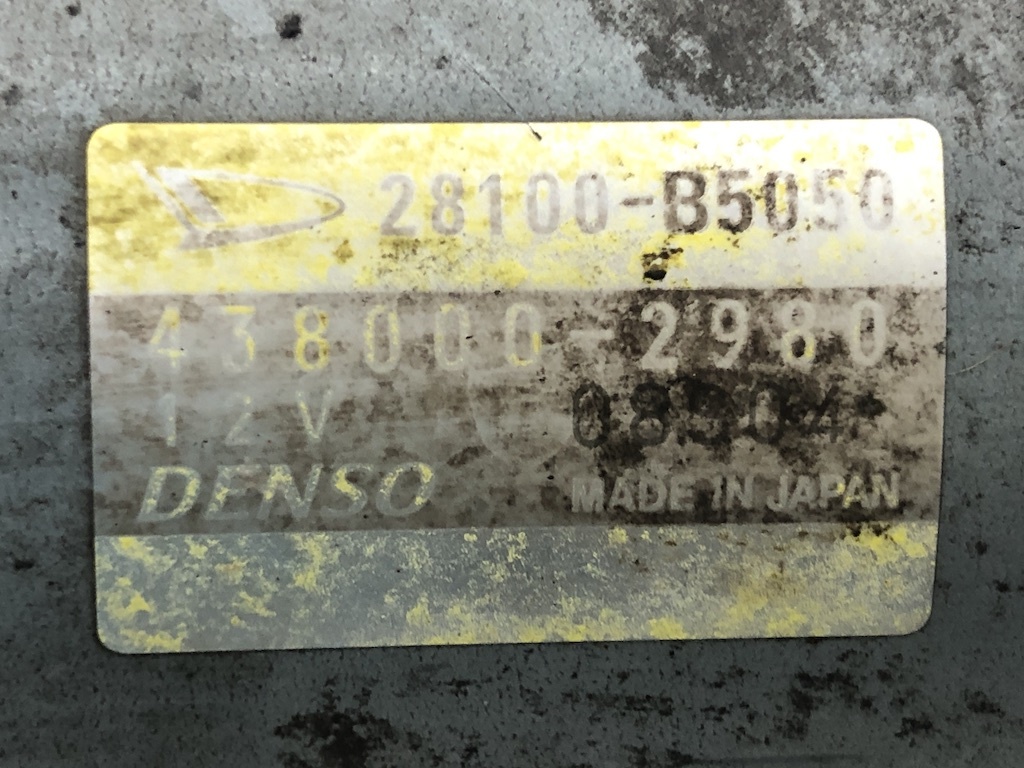 28100-B5050
438000-2980
12V
DENSO
MADE IN JAPAN